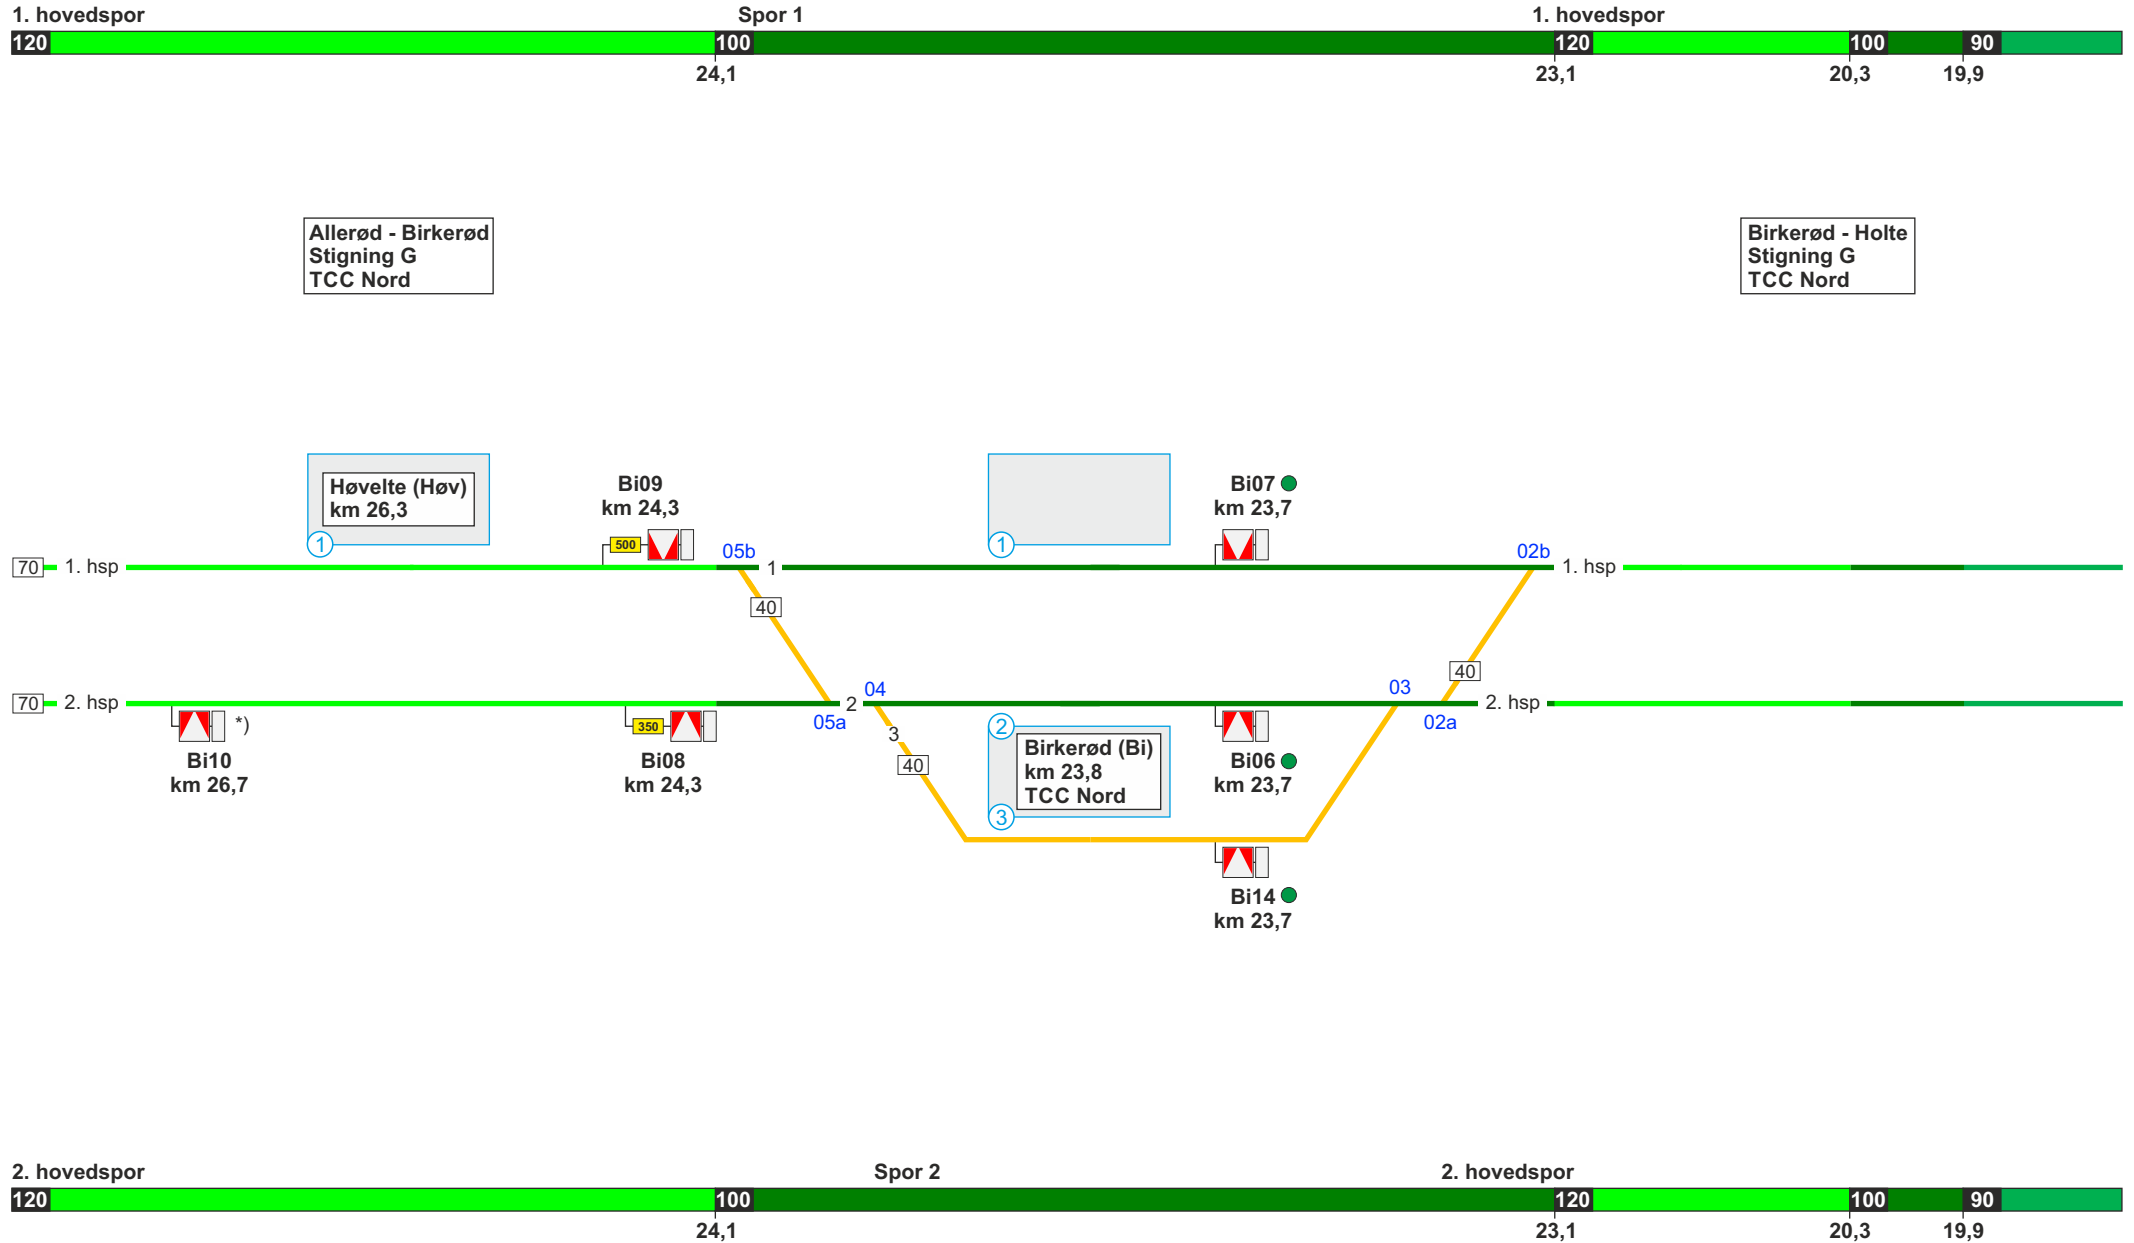 1. hovedspor Spor 1 1. hovedspor
120 100 120 100 90
24,1 23,1 20,3 19,9
Allerød - Birkerød
Stigning G
TCC Nord
Birkerød - Holte
Stigning G
TCC Nord
Høvelte (Høv)
km 26,3
1
Bi09
km 24,3
500
1
Bi07
km 23,7
05b
02b
70 1. hsp 1 1. hsp
40
40
04
03
70 2. hsp 2 2. hsp
05a
02a
*)
Bi10
km 26,7
350
Bi08
km 24,3
3
40
2
Birkerød (Bi)
km 23,8
TCC Nord
3
Bi06
km 23,7
Bi14
km 23,7
2. hovedspor Spor 2 2. hovedspor
120 100 120 100 90
24,1 23,1 20,3 19,9